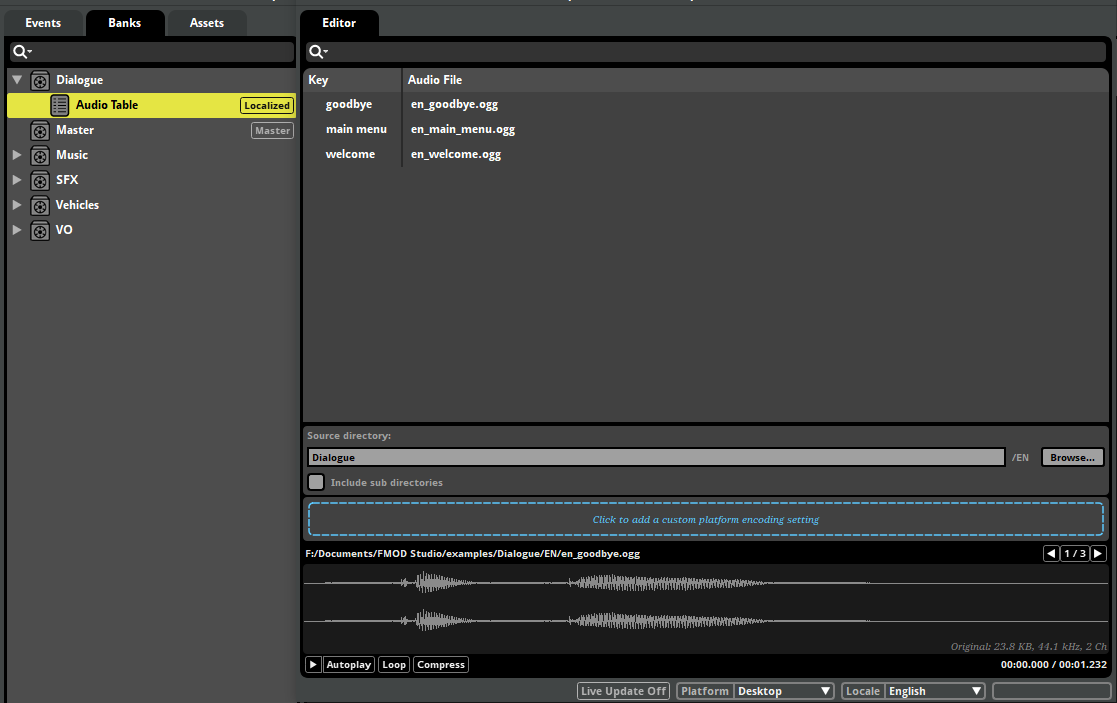 Events Banks Assets
Editor
Dialogue
Audio Table Localized
Master Master
Music
SFX
Vehicles
VO
Key Audio File
goodbye en_goodbye.ogg
main menu en_main_menu.ogg
welcome en_welcome.ogg
Source directory:
Dialogue /EN Browse...
Include sub directories
Click to add a custom platform encoding setting
F:/Documents/FMOD Studio/examples/Dialogue/EN/en_goodbye.ogg 1 / 3
Original: 23.8 KB, 44.1 kHz, 2 Ch
Autoplay Loop Compress 00:00.000 / 00:01.232
Live Update Off Platform Desktop Locale English